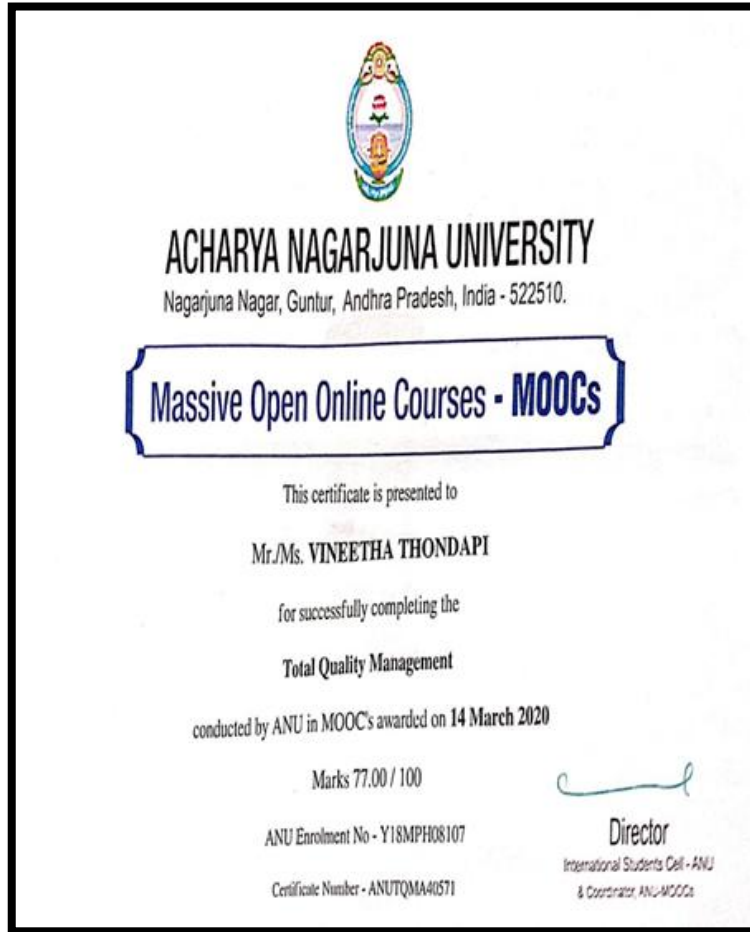 ACHARYA NAGARJUNA UNIVERSITY
Nagarjuna Nagar, Guntur, Andhra Pradesh, India - 522510.
Massive Open Online Courses - MOOCs
This certificate is presented to
Mr./Ms. VINEETHA THONDAPI
for successfully completing the
Total Quality Management
conducted by ANU in MOOC's awarded on 14 March 2020
Marks 77.00 / 100
ANU Enrolment No - Y18MPH08107
Certificate Number - ANUTQMA40571
Director
International Students Cell - ANU
& Coordinator, ANU-MOOCs